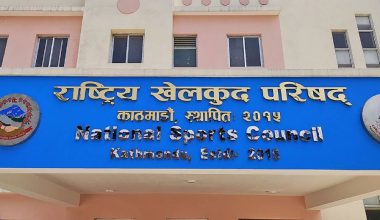 राष्ट्रिय खेलकुद परिषद्
काठमाडौं, स्थापित २०१५
National Sports Council
Kathmandu, Estd- 2015